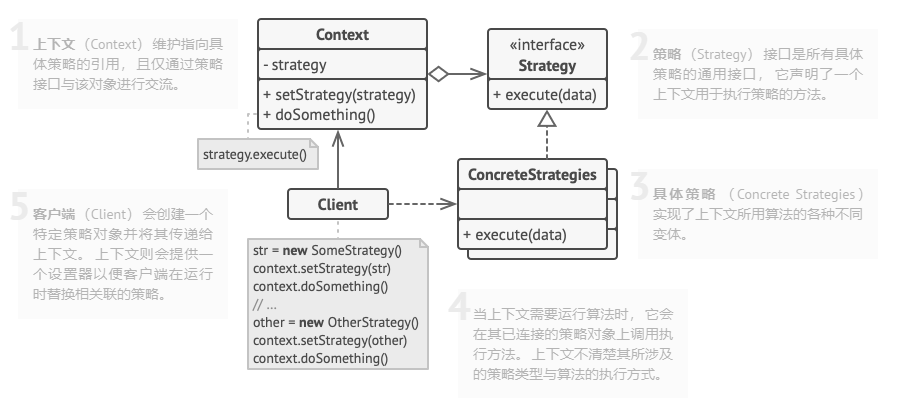 1
上下文（Context） 维护指向具
体策略的引用， 且仅通过策略
接口与该对象进行交流。
Context
- strategy
+ setStrategy(strategy)
+ doSomething()
strategy.execute()
«interface»
Strategy
+ execute(data)
2
策略（Strategy） 接口是所有具体
策略的通用接口， 它声明了一个
上下文用于执行策略的方法。
ConcreteStrategies
+ execute(data)
3
具体策略 （Concrete Strategies）
实现了上下文所用算法的各种不同
变体。
5
客户端（Client） 会创建一个
特定策略对象并将其传递给
上下文。 上下文则会提供一
个设置器以便客户端在运行
时替换相关联的策略。
Client
str = new SomeStrategy()
context.setStrategy(str)
context.doSomething()
// ...
other = new OtherStrategy()
context.setStrategy(other)
context.doSomething()
4
当上下文需要运行算法时， 它会
在其已连接的策略对象上调用执
行方法。 上下文不清楚其所涉及
的策略类型与算法的执行方式。